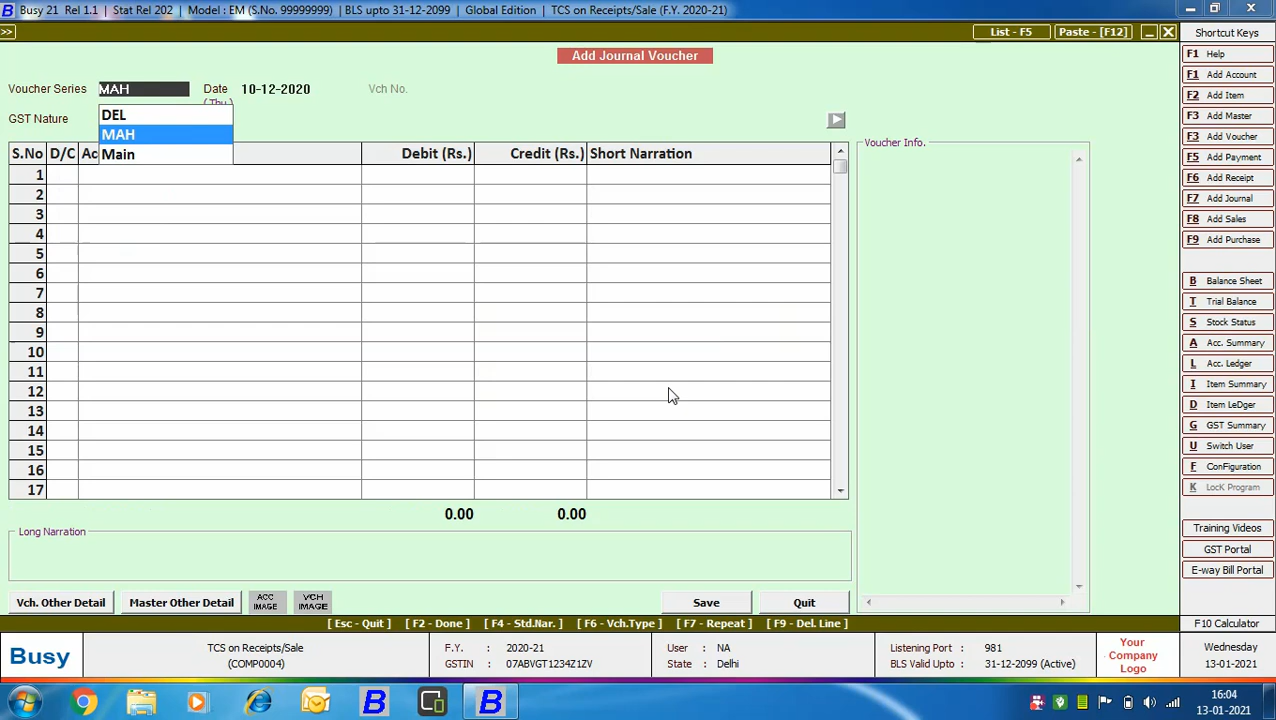 Busy 21 Rel 1.1 | Stat Rel 202 | Model : EM (S.No. 99999999) | BLS upto 31-12-2099 | Global Edition | TCS on Receipts/Sale (F.Y. 2020-21)
>> List - F5 Paste - [F12] Shortcut Keys
Add Journal Voucher
Voucher Series MAH Date 10-12-2020 Vch No.
(Thu.)
GST Nature
DEL
MAH
Main
Voucher Info.
S.No D/C Ac Debit (Rs.) Credit (Rs.) Short Narration
1
2
3
4
5
6
7
8
9
10
11
12
13
14
15
16
17
0.00 0.00
Long Narration
Vch. Other Detail Master Other Detail ACC IMAGE VCH IMAGE Save Quit
[ Esc - Quit ] [ F2 - Done ] [ F4 - Std.Nar. ] [ F6 - Vch.Type ] [ F7 - Repeat ] [ F9 - Del. Line ]
F1 Help
F1 Add Account
F2 Add Item
F3 Add Master
F3 Add Voucher
F5 Add Payment
F6 Add Receipt
F7 Add Journal
F8 Add Sales
F9 Add Purchase
B Balance Sheet
T Trial Balance
S Stock Status
A Acc. Summary
L Acc. Ledger
I Item Summary
D Item LeDger
G GST Summary
U Switch User
F ConFiguration
K LocK Program
Training Videos
GST Portal
E-way Bill Portal
F10 Calculator
Busy
TCS on Receipts/Sale
(COMP0004)
F.Y. : 2020-21
GSTIN : 07ABVGT1234Z1ZV
User : NA
State : Delhi
Listening Port : 981
BLS Valid Upto : 31-12-2099 (Active)
Your
Company
Logo
Wednesday
13-01-2021
16:04
13-01-2021